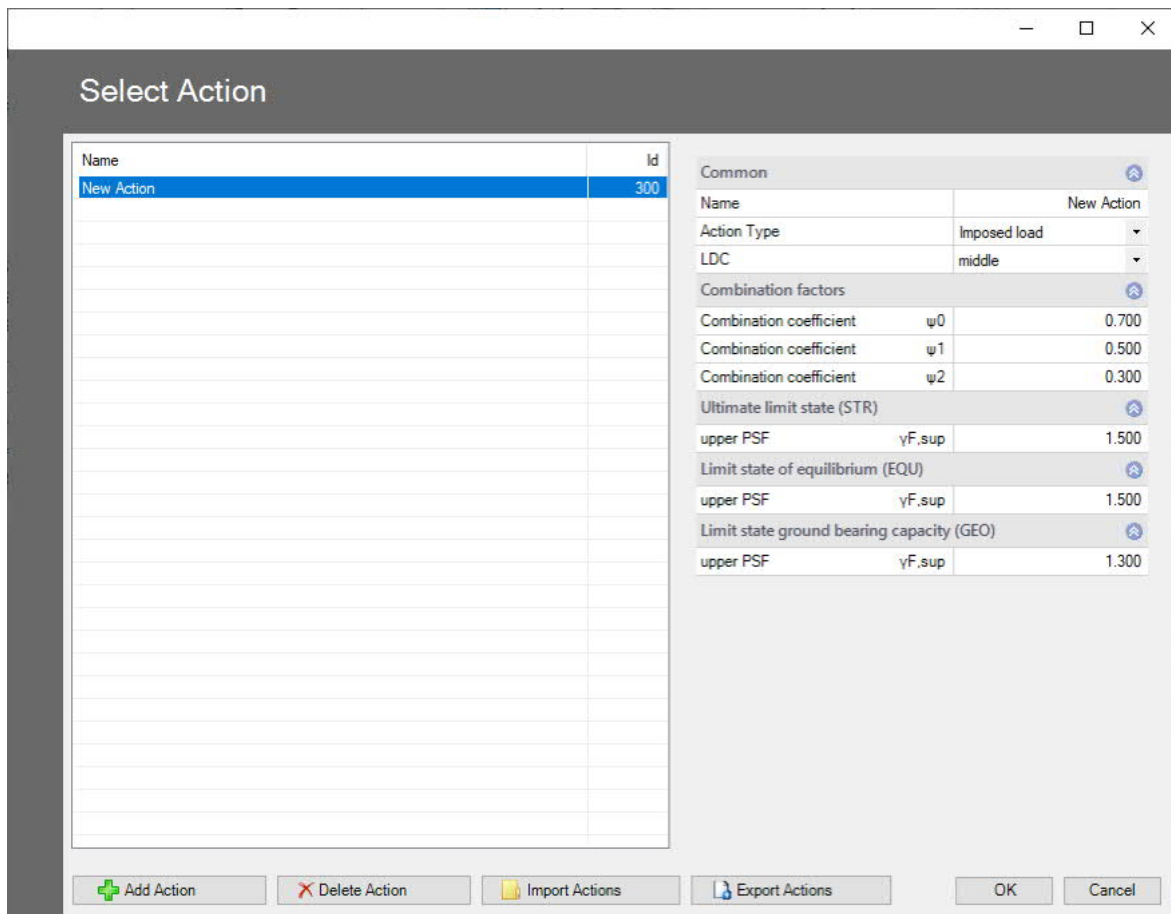 Select Action
Name Id
New Action 300
Common
Name New Action
Action Type Imposed load
LDC middle
Combination factors
Combination coefficient ψ0 0.700
Combination coefficient ψ1 0.500
Combination coefficient ψ2 0.300
Ultimate limit state (STR)
upper PSF γF,sup 1.500
Limit state of equilibrium (EQU)
upper PSF γF,sup 1.500
Limit state ground bearing capacity (GEO)
upper PSF γF,sup 1.300
Add Action Delete Action Import Actions Export Actions OK Cancel